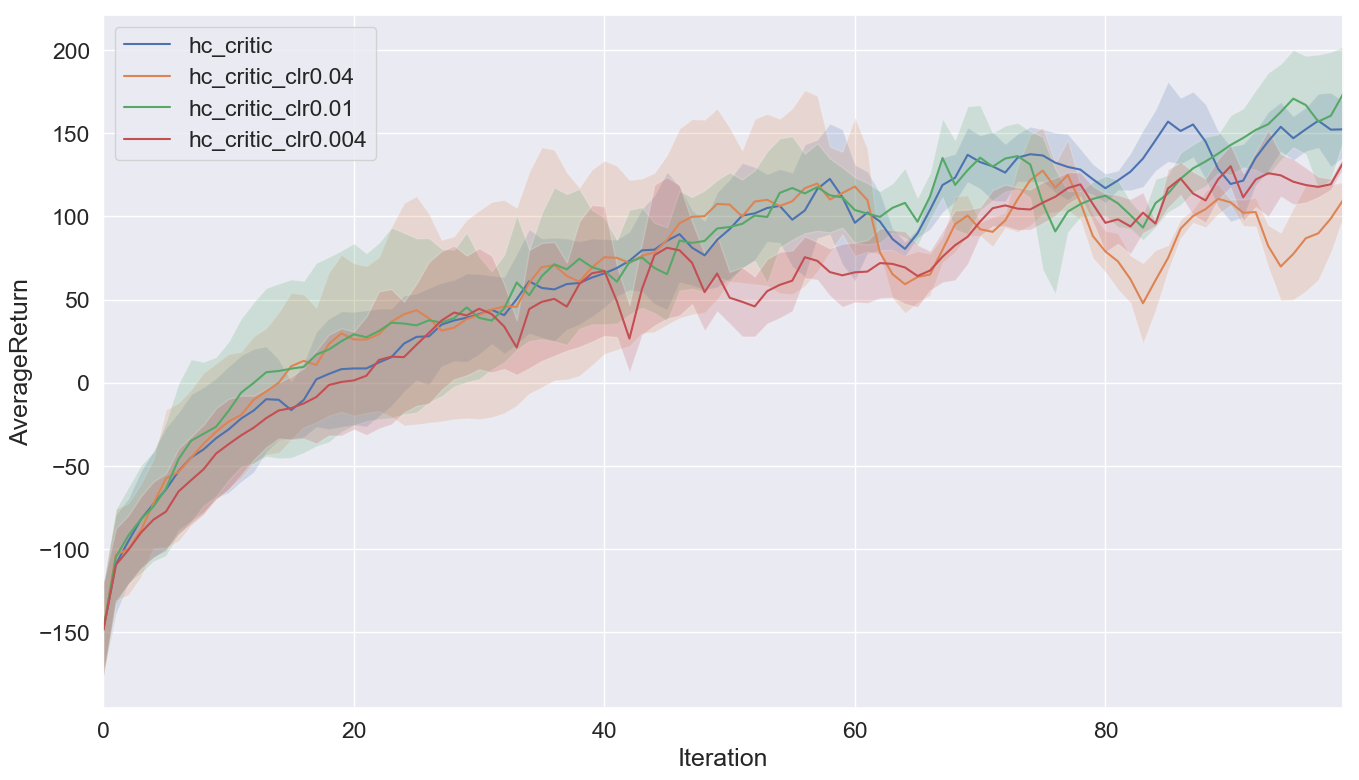 hc_critic
hc_critic_clr0.04
hc_critic_clr0.01
hc_critic_clr0.004
AverageReturn
200
150
100
50
0
−50
−100
−150
0 20 40 60 80
Iteration